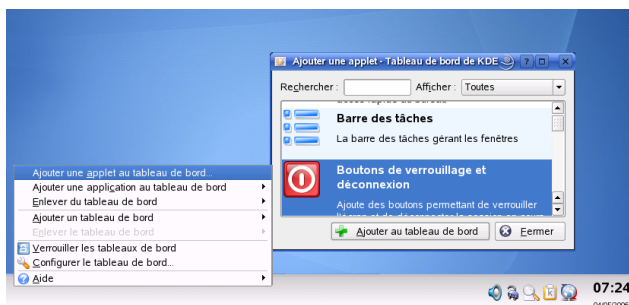 Ajouter une applet - Tableau de bord de KDE
Rechercher :
Afficher : Toutes
Barre des tâches
La barre des tâches gérant les fenêtres
Boutons de verrouillage et
déconnexion
Ajoute des boutons permettant de verrouiller
Ajouter au tableau de bord
Fermer
Ajouter une applet au tableau de bord...
Ajouter une application au tableau de bord
Enlever du tableau de bord
Ajouter un tableau de bord
Enlever le tableau de bord
Verrouiller les tableaux de bord
Configurer le tableau de bord...
Aide
07:24